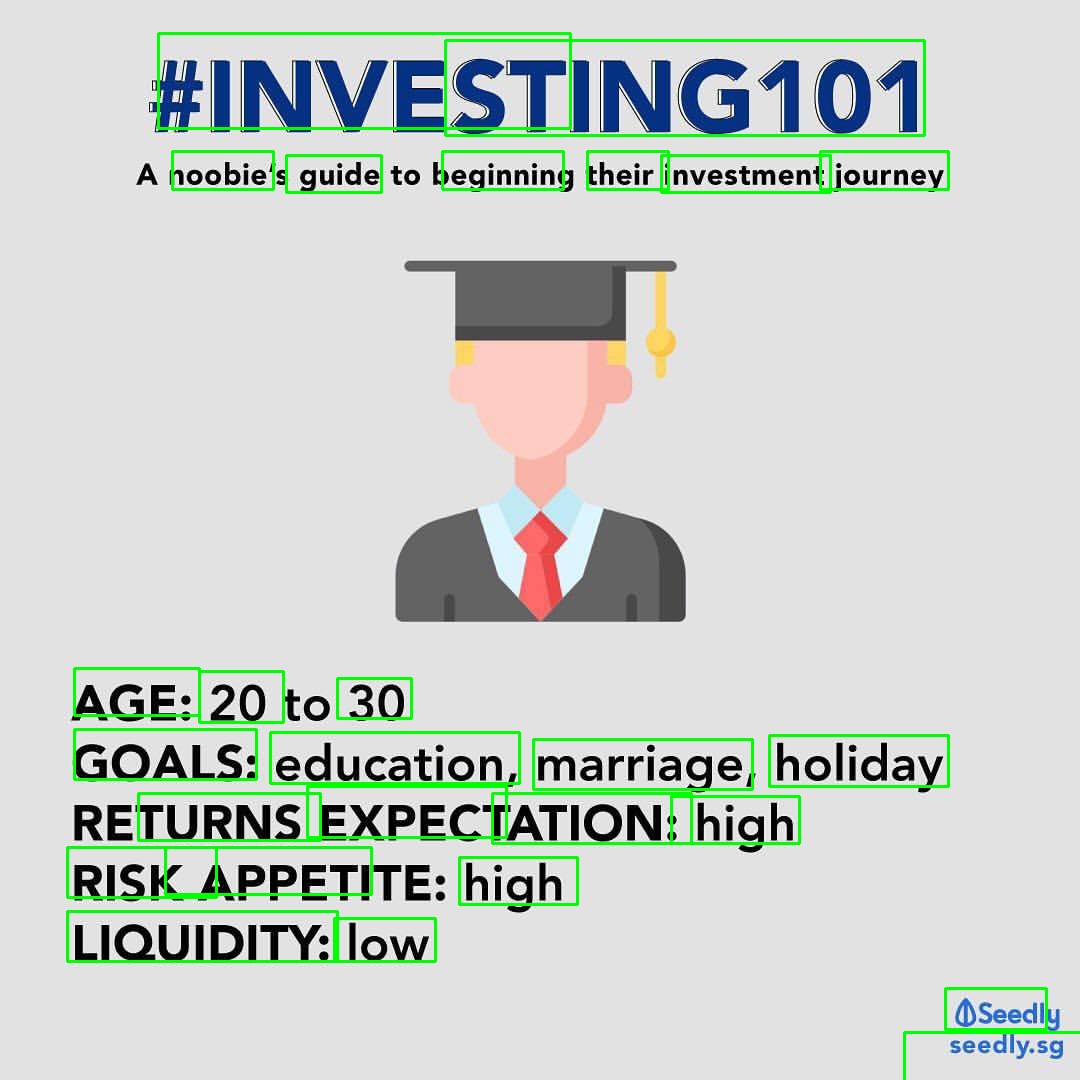 #INVESTING101
A noobie's guide to beginning their investment journey
AGE: 20 to 30
GOALS: education, marriage, holiday
RETURNS EXPECTATION: high
RISK APPETITE: high
LIQUIDITY: low
Seedly
seedly.sg